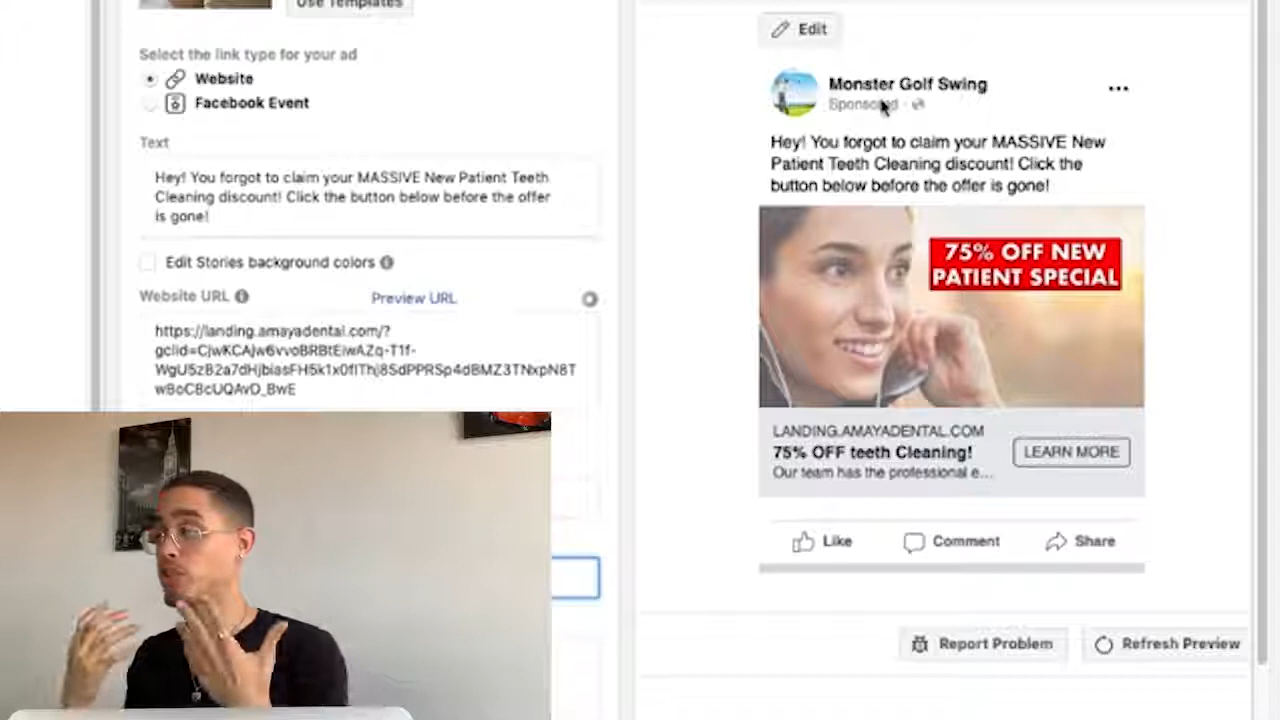 Use Templates
Select the link type for your ad
Website
Facebook Event
Text
Hey! You forgot to claim your MASSIVE New Patient Teeth
Cleaning discount! Click the button below before the offer
is gone!
Edit Stories background colors
Website URL
Preview URL
https://landing.amayadental.com/?
Edit
Monster Golf Swing
Sponsored
Hey! You forgot to claim your MASSIVE New
Patient Teeth Cleaning discount! Click the
button below before the offer is gone!
75% OFF NEW
PATIENT SPECIAL
LANDING.AMAYADENTAL.COM
75% OFF teeth Cleaning!
Our team has the professional e...
LEARN MORE
Like
Comment
Share
Report Problem
Refresh Preview